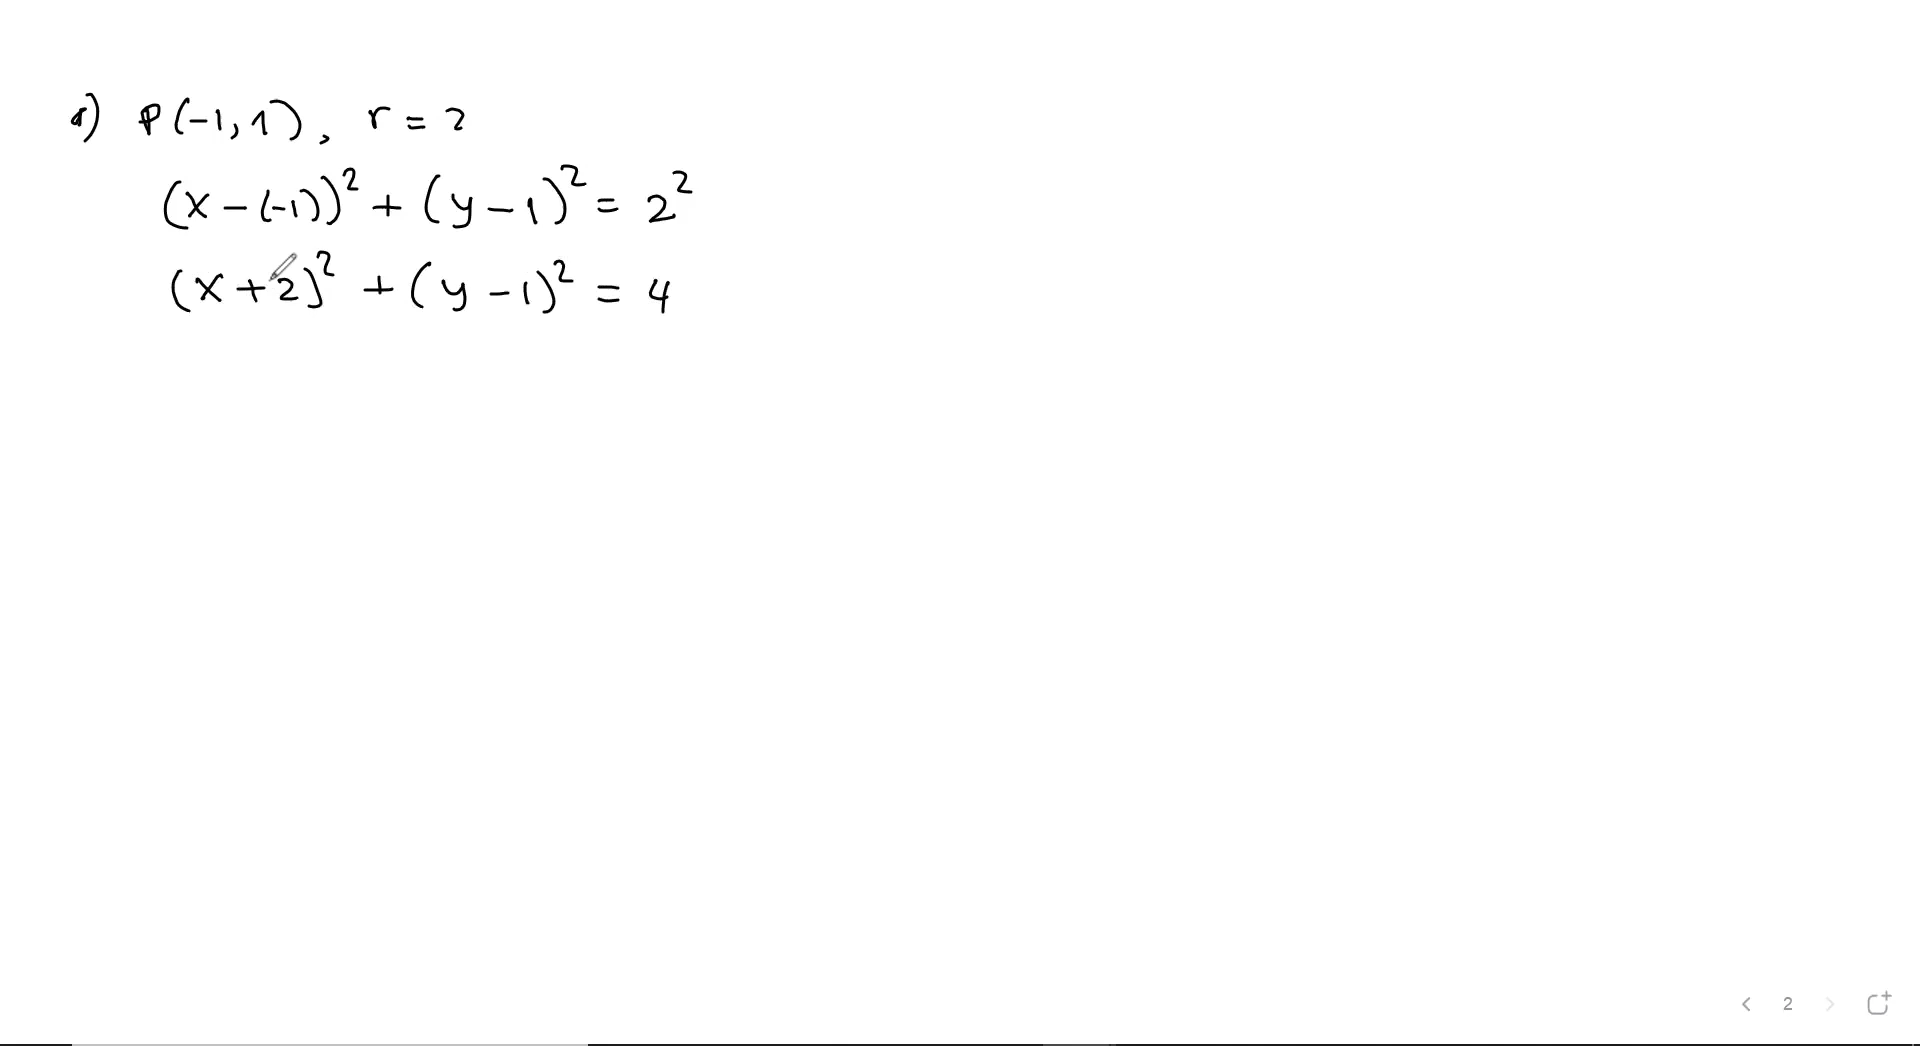 a) P(-1, 1), r = 2
(x - (-1))² + (y - 1)² = 2²
(x + 2)² + (y - 1)² = 4
2